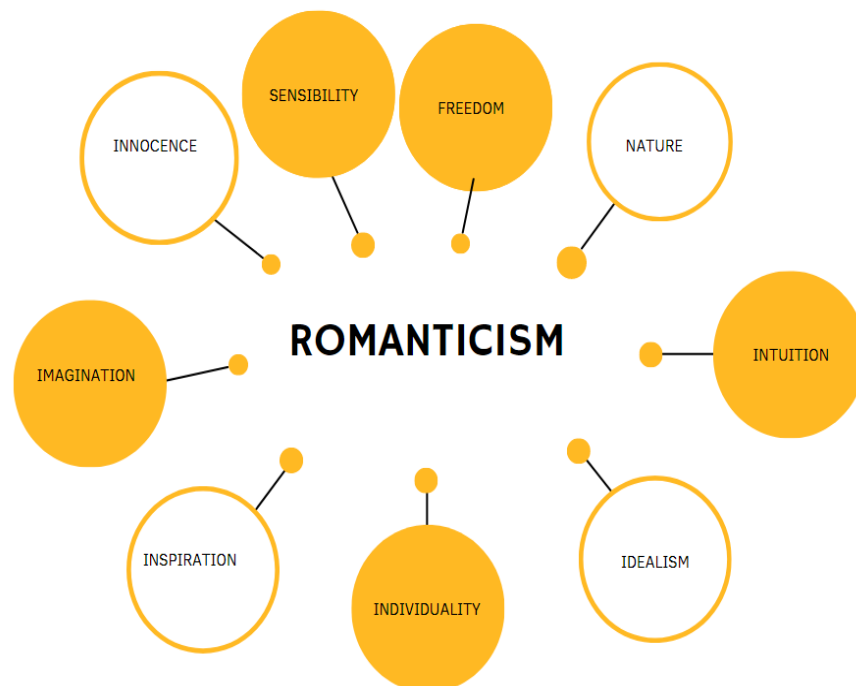 SENSIBILITY
FREEDOM
INNOCENCE
NATURE
ROMANTICISM
INTUITION
IMAGINATION
INSPIRATION
IDEALISM
INDIVIDUALITY